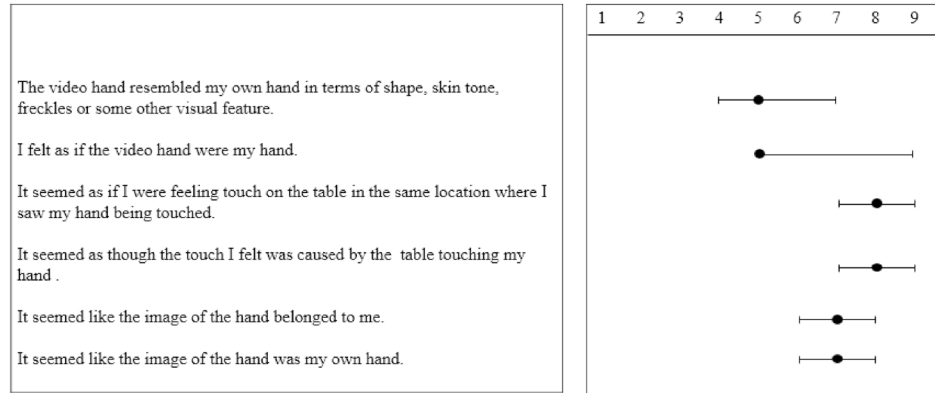 1 2 3 4 5 6 7 8 9
The video hand resembled my own hand in terms of shape, skin tone,
freckles or some other visual feature.
I felt as if the video hand were my hand.
It seemed as if I were feeling touch on the table in the same location where I
saw my hand being touched.
It seemed as though the touch I felt was caused by the  table touching my
hand .
It seemed like the image of the hand belonged to me.
It seemed like the image of the hand was my own hand.